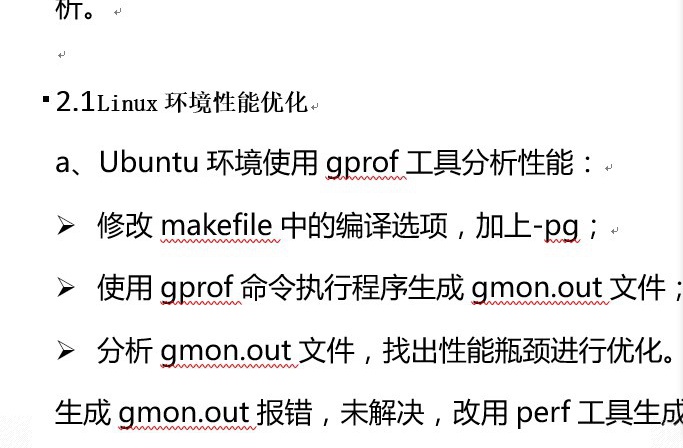 析。
2.1Linux 环境性能优化
a、Ubuntu 环境使用 gprof 工具分析性能：
➢ 修改 makefile 中的编译选项，加上-pg；
➢ 使用 gprof 命令执行程序生成 gmon.out 文件；
➢ 分析 gmon.out 文件，找出性能瓶颈进行优化。
生成 gmon.out 报错，未解决，改用 perf 工具生成